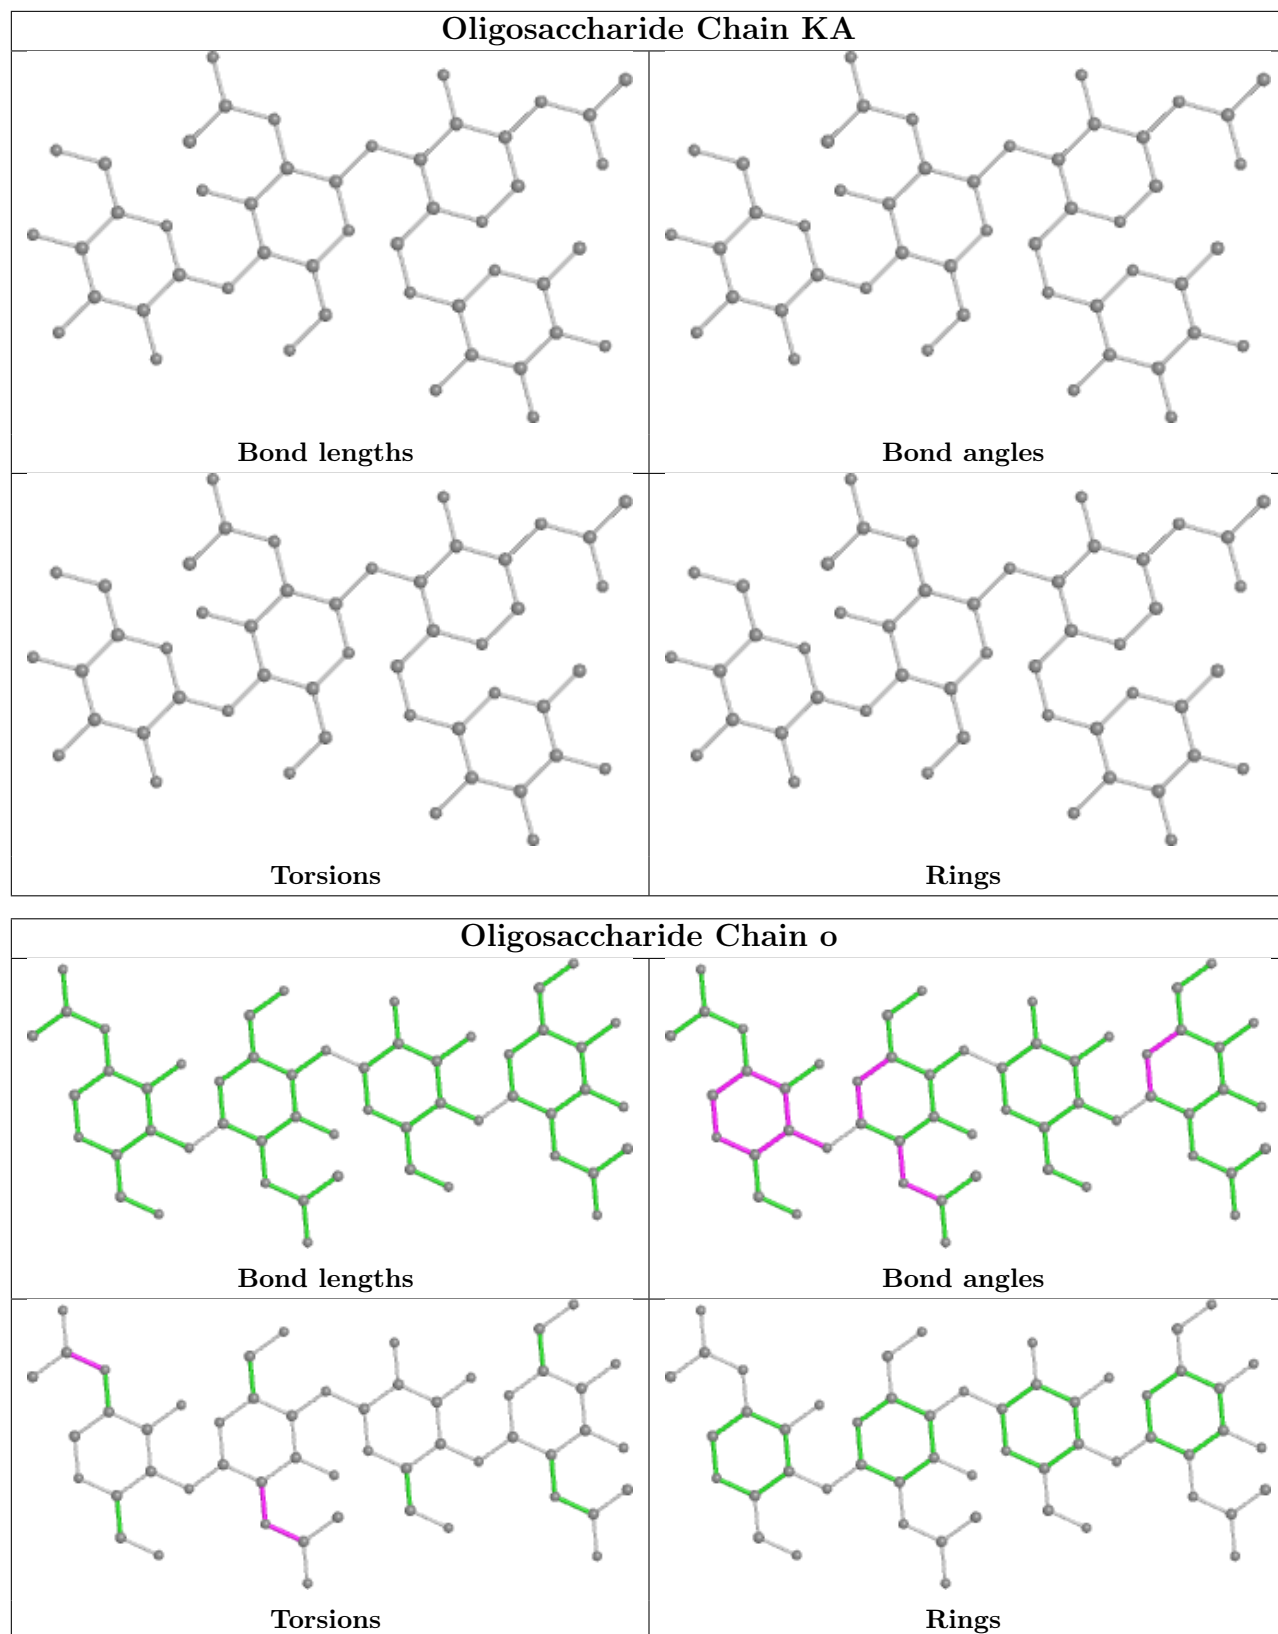 Oligosaccharide Chain KA
Bond lengths
Bond angles
Torsions
Rings
Oligosaccharide Chain o
Bond lengths
Bond angles
Torsions
Rings